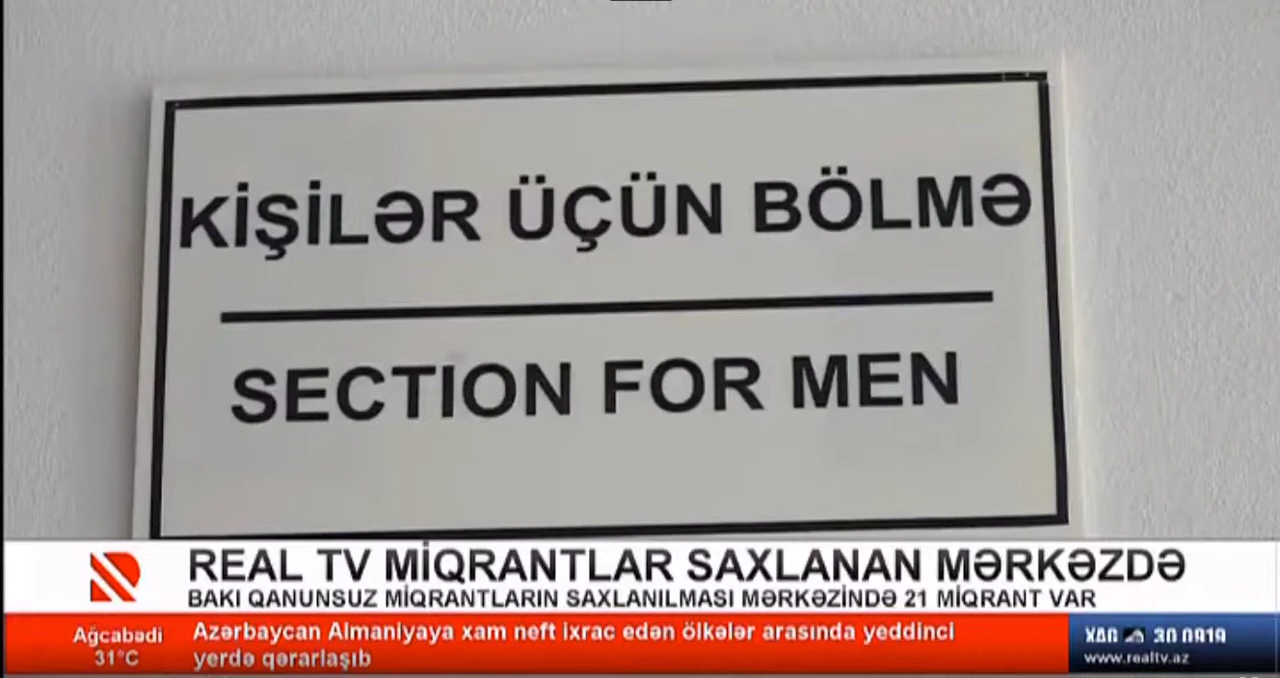 KİŞİLƏR ÜÇÜN BÖLMƏ
SECTION FOR MEN
REAL TV MİQRANTLAR SAXLANAN MƏRKƏZDƏ
BAKI QANUNSUZ MİQRANTLARIN SAXLANILMASI MƏRKƏZİNDƏ 21 MİQRANT VAR
Ağcabədi
31°C
Azərbaycan Almaniyaya xam neft ixrac edən ölkələr arasında yeddinci
yerdə qərarlaşıb
www.realtv.az